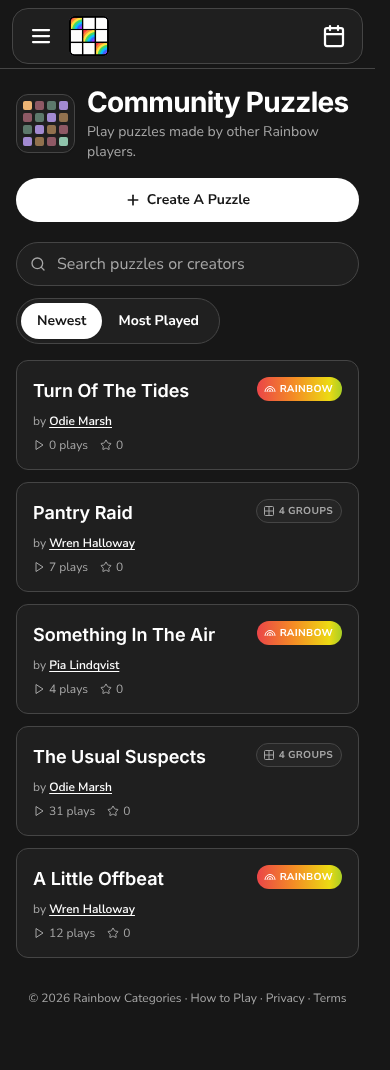 Community Puzzles
Play puzzles made by other Rainbow
players.
Create A Puzzle
Search puzzles or creators
Newest
Most Played
Turn Of The Tides
RAINBOW
by Odie Marsh
0 plays 0
Pantry Raid
4 GROUPS
by Wren Halloway
7 plays 0
Something In The Air
RAINBOW
by Pia Lindqvist
4 plays 0
The Usual Suspects
4 GROUPS
by Odie Marsh
31 plays 0
A Little Offbeat
RAINBOW
by Wren Halloway
12 plays 0
© 2026 Rainbow Categories · How to Play · Privacy · Terms